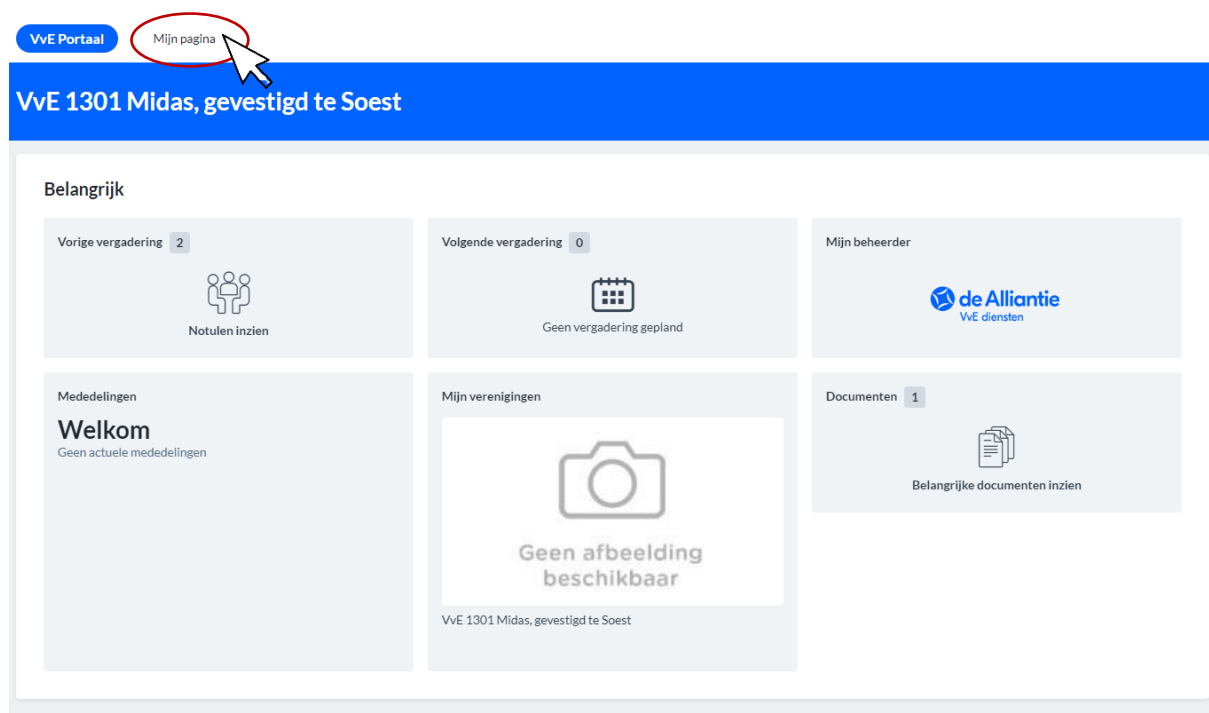 VvE Portaal
Mijn pagina
VvE 1301 Midas, gevestigd te Soest
Belangrijk
Vorige vergadering 2
Notulen inzien
Volgende vergadering 0
Geen vergadering gepland
Mijn beheerder
de Alliantie
VvE diensten
Mededelingen
Welkom
Geen actuele mededelingen
Mijn verenigingen
Geen afbeelding
beschikbaar
VvE 1301 Midas, gevestigd te Soest
Documenten 1
Belangrijke documenten inzien